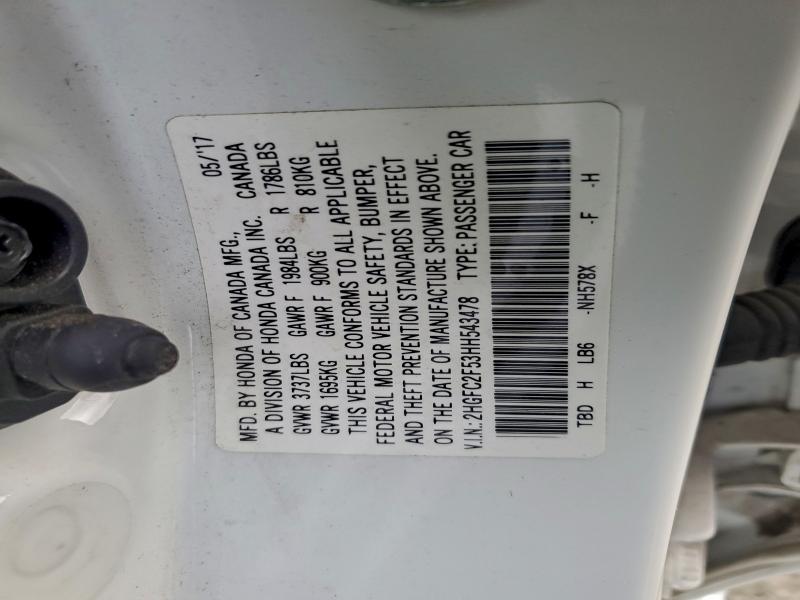 MFD. BY HONDA OF CANADA MFG., 05/'17
A DIVISION OF HONDA CANADA INC. CANADA
GVWR 3737LBS GAWR F 1984LBS R 1786LBS
GVWR 1695KG GAWR F 900KG R 810KG
THIS VEHICLE CONFORMS TO ALL APPLICABLE
FEDERAL MOTOR VEHICLE SAFETY, BUMPER,
AND THEFT PREVENTION STANDARDS IN EFFECT
ON THE DATE OF MANUFACTURE SHOWN ABOVE.
V.I.N.: 2HGFC2F53HH543478 TYPE: PASSENGER CAR
TBD H LB6 -NH578X -F -H